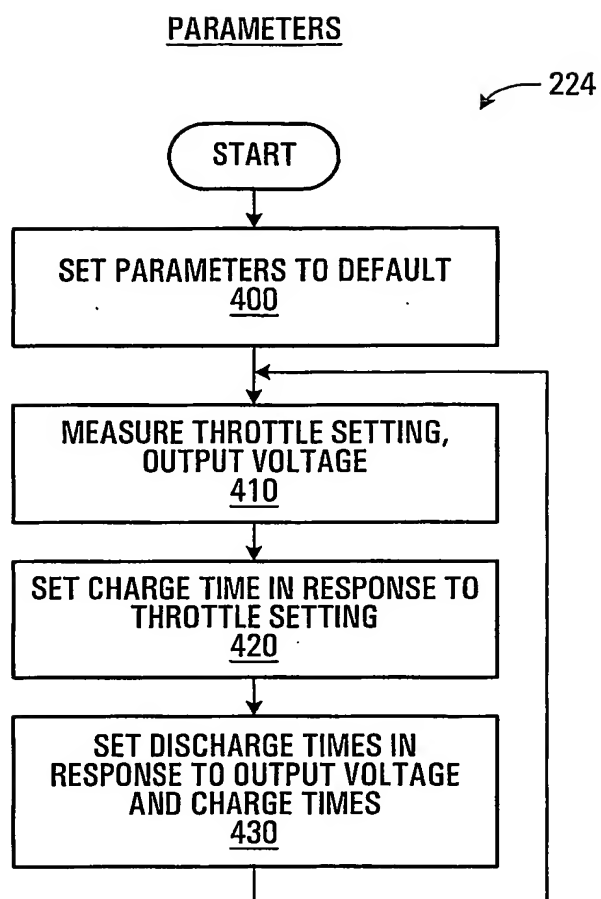 PARAMETERS
224
START
SET PARAMETERS TO DEFAULT
400
MEASURE THROTTLE SETTING,
OUTPUT VOLTAGE
410
SET CHARGE TIME IN RESPONSE TO
THROTTLE SETTING
420
SET DISCHARGE TIMES IN
RESPONSE TO OUTPUT VOLTAGE
AND CHARGE TIMES
430